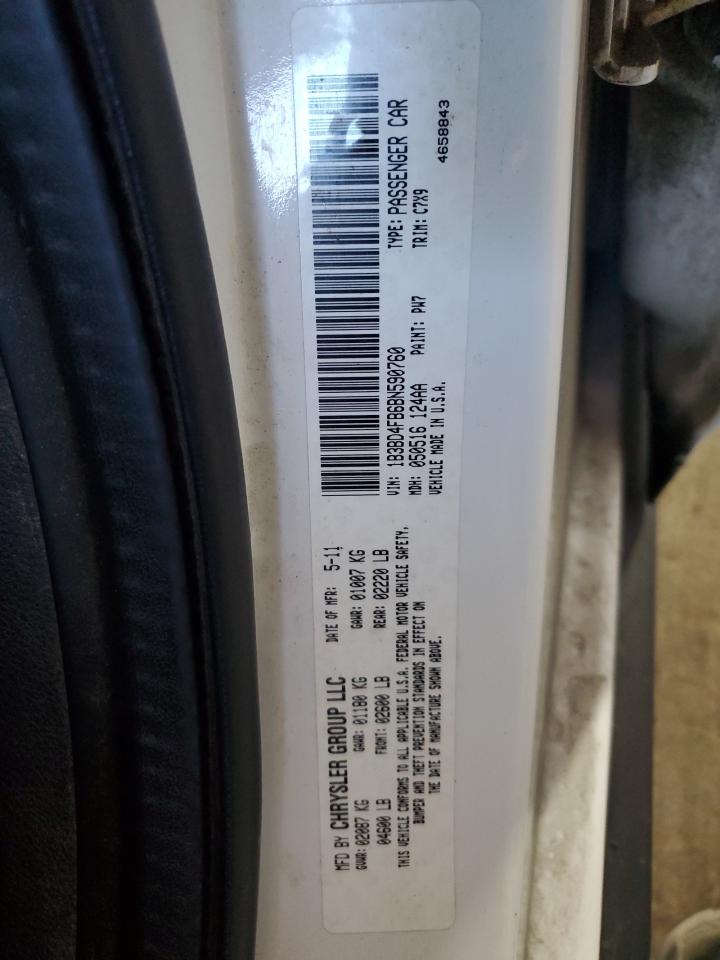 MFD BY CHRYSLER GROUP LLC
DATE OF MFR: 5-11
GVWR: 02087 KG GAWR: 01180 KG GAWR: 01007 KG
04600 LB FRONT: 02600 LB REAR: 02220 LB
THIS VEHICLE CONFORMS TO ALL APPLICABLE U.S.A. FEDERAL MOTOR VEHICLE SAFETY,
BUMPER AND THEFT PREVENTION STANDARDS IN EFFECT ON
THE DATE OF MANUFACTURE SHOWN ABOVE.
VIN: 1B3BD4FB6BN590760 TYPE: PASSENGER CAR
MDH: 050516 124AA PAINT: PW7 TRIM: C7X9
VEHICLE MADE IN U.S.A.
4658843